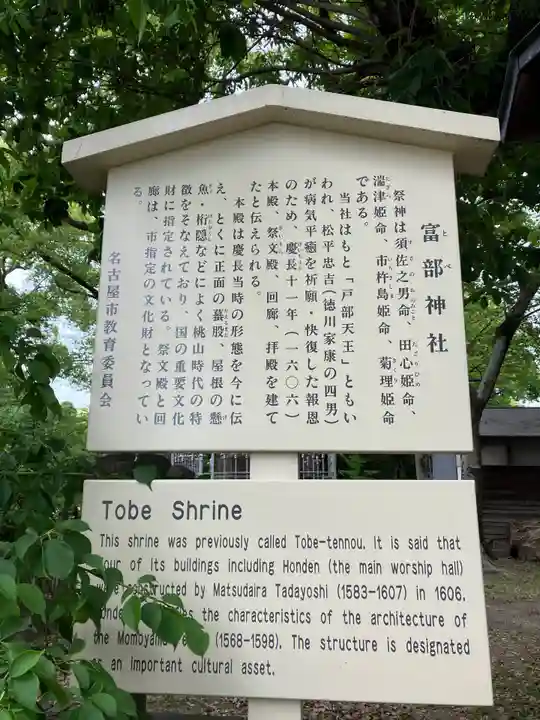 富部神社
祭神は須佐之男命、田心姫命、
湍津姫命、市杵島姫命、菊理姫命
である。
当社はもと「戸部天王」ともい
われ、松平忠吉（徳川家康の四男）
が病気平癒を祈願・快復した報恩
のため、慶長十一年（一六〇六）
本殿、祭文殿、回廊、拝殿を建て
たと伝えられる。
本殿は慶長当時の形態を今に伝
え、とくに正面の蟇股、屋根の懸
魚・桁隠などによく桃山時代の特
徴をそなえており、国の重要文化
財に指定されている。祭文殿と回
廊は、市指定の文化財となってい
る。
名古屋市教育委員会
Tobe Shrine
This shrine was previously called Tobe-tennou. It is said that
four of its buildings including Honden (the main worship hall)
were constructed by Matsudaira Tadayoshi (1583-1607) in 1606.
the characteristics of the architecture of
the Momoyama (1568-1598). The structure is designated
as an important cultural asset.